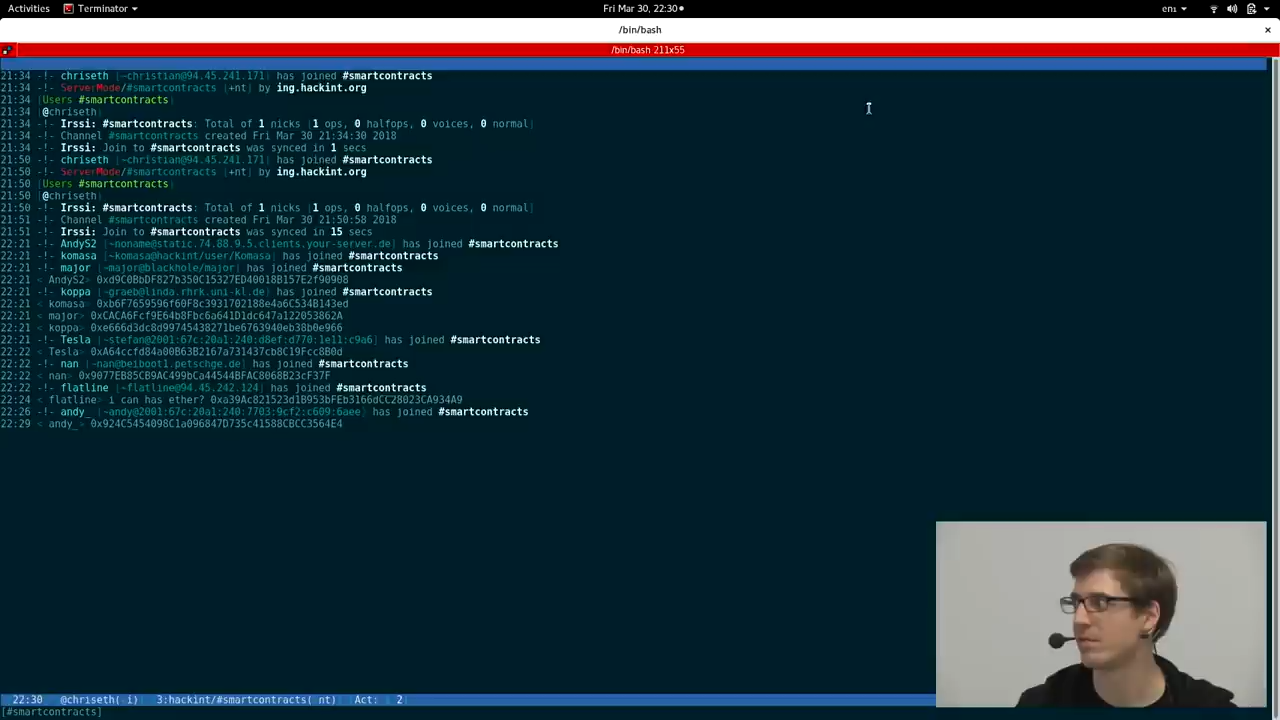 Activities Terminator Fri Mar 30, 22:30 en1
/bin/bash
/bin/bash 211x55
21:34 -!- chriseth [~christian@94.45.241.171] has joined #smartcontracts
21:34 -!- ServerMode/#smartcontracts [+nt] by ing.hackint.org
21:34 [Users #smartcontracts]
21:34 [@chriseth]
21:34 -!- Irssi: #smartcontracts: Total of 1 nicks [1 ops, 0 halfops, 0 voices, 0 normal]
21:34 -!- Channel #smartcontracts created Fri Mar 30 21:34:30 2018
21:34 -!- Irssi: Join to #smartcontracts was synced in 1 secs
21:50 -!- chriseth [~christian@94.45.241.171] has joined #smartcontracts
21:50 -!- ServerMode/#smartcontracts [+nt] by ing.hackint.org
21:50 [Users #smartcontracts]
21:50 [@chriseth]
21:50 -!- Irssi: #smartcontracts: Total of 1 nicks [1 ops, 0 halfops, 0 voices, 0 normal]
21:51 -!- Channel #smartcontracts created Fri Mar 30 21:50:58 2018
21:51 -!- Irssi: Join to #smartcontracts was synced in 15 secs
22:21 -!- AndyS2 [~noname@static.74.88.9.5.clients.your-server.de] has joined #smartcontracts
22:21 -!- komasa [~komasa@hackint/user/Komasa] has joined #smartcontracts
22:21 -!- major [~major@blackhole/major] has joined #smartcontracts
22:21 < AndyS2> 0xd9C0BbDF827b350C15327ED40018B157E2f90908
22:21 -!- koppa [~graeb@linda.rhrk.uni-kl.de] has joined #smartcontracts
22:21 < komasa> 0xb6F7659596f60F8c3931702188e4a6C534B143ed
22:21 < major> 0xCACA6Fcf9E64b8Fbc6a641D1dc647a122053862A
22:21 < koppa> 0xe666d3dc8d99745438271be6763940eb38b0e966
22:21 -!- Tesla [~stefan@2001:67c:20a1:240:d8ef:d770:1e11:c9a6] has joined #smartcontracts
22:22 < Tesla> 0xA64ccfd84a00B63B2167a731437cb8C19Fcc8B0d
22:22 -!- nan [~nan@beiboot1.petschge.de] has joined #smartcontracts
22:22 < nan> 0x9077EB85CB9AC499bCa44544BFAC8068B23cF37F
22:22 -!- flatline [~flatline@94.45.242.124] has joined #smartcontracts
22:24 < flatline> i can has ether? 0xa39Ac821523d1B953bFEb3166dCC28023CA934A9
22:26 -!- andy_ [~andy@2001:67c:20a1:240:7703:9cf2:c609:6aee] has joined #smartcontracts
22:29 < andy_> 0x924C5454098C1a096847D735c41588CBCC3564E4
22:30 @chriseth( i) 3:hackint/#smartcontracts( nt) Act: 2
[#smartcontracts]